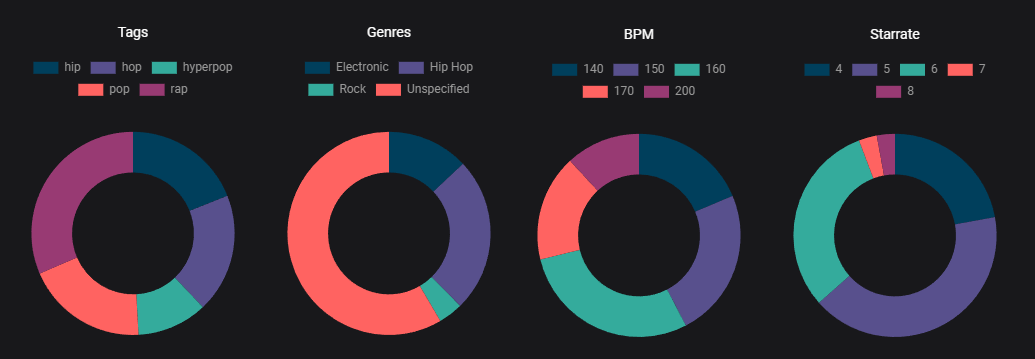 Tags
hip hop hyperpop
pop rap
Genres
Electronic Hip Hop
Rock Unspecified
BPM
140 150 160
170 200
Starrate
4 5 6 7
8